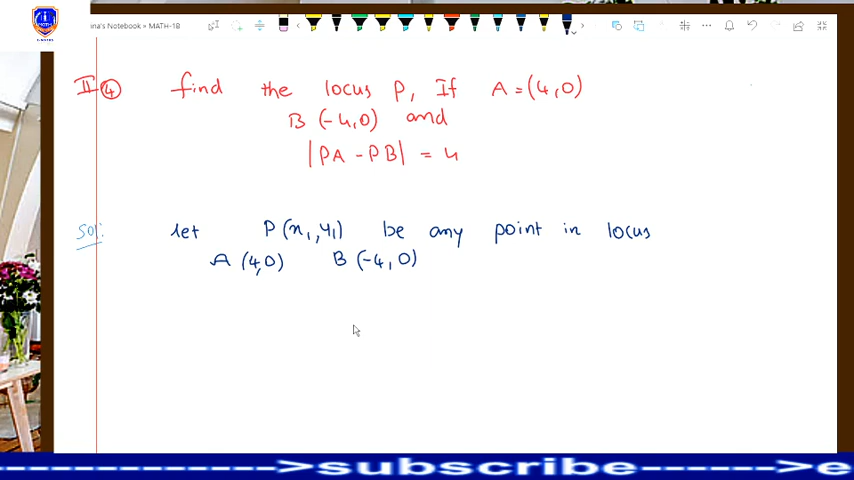 ina's Notebook » MATH-1B
II ④ find the locus P, If A = (4,0)
B (-4,0) and
|PA - PB| = 4
Sol: let P(x₁,y₁) be any point in locus
A (4,0) B (-4,0)
------------->subscribe------>e